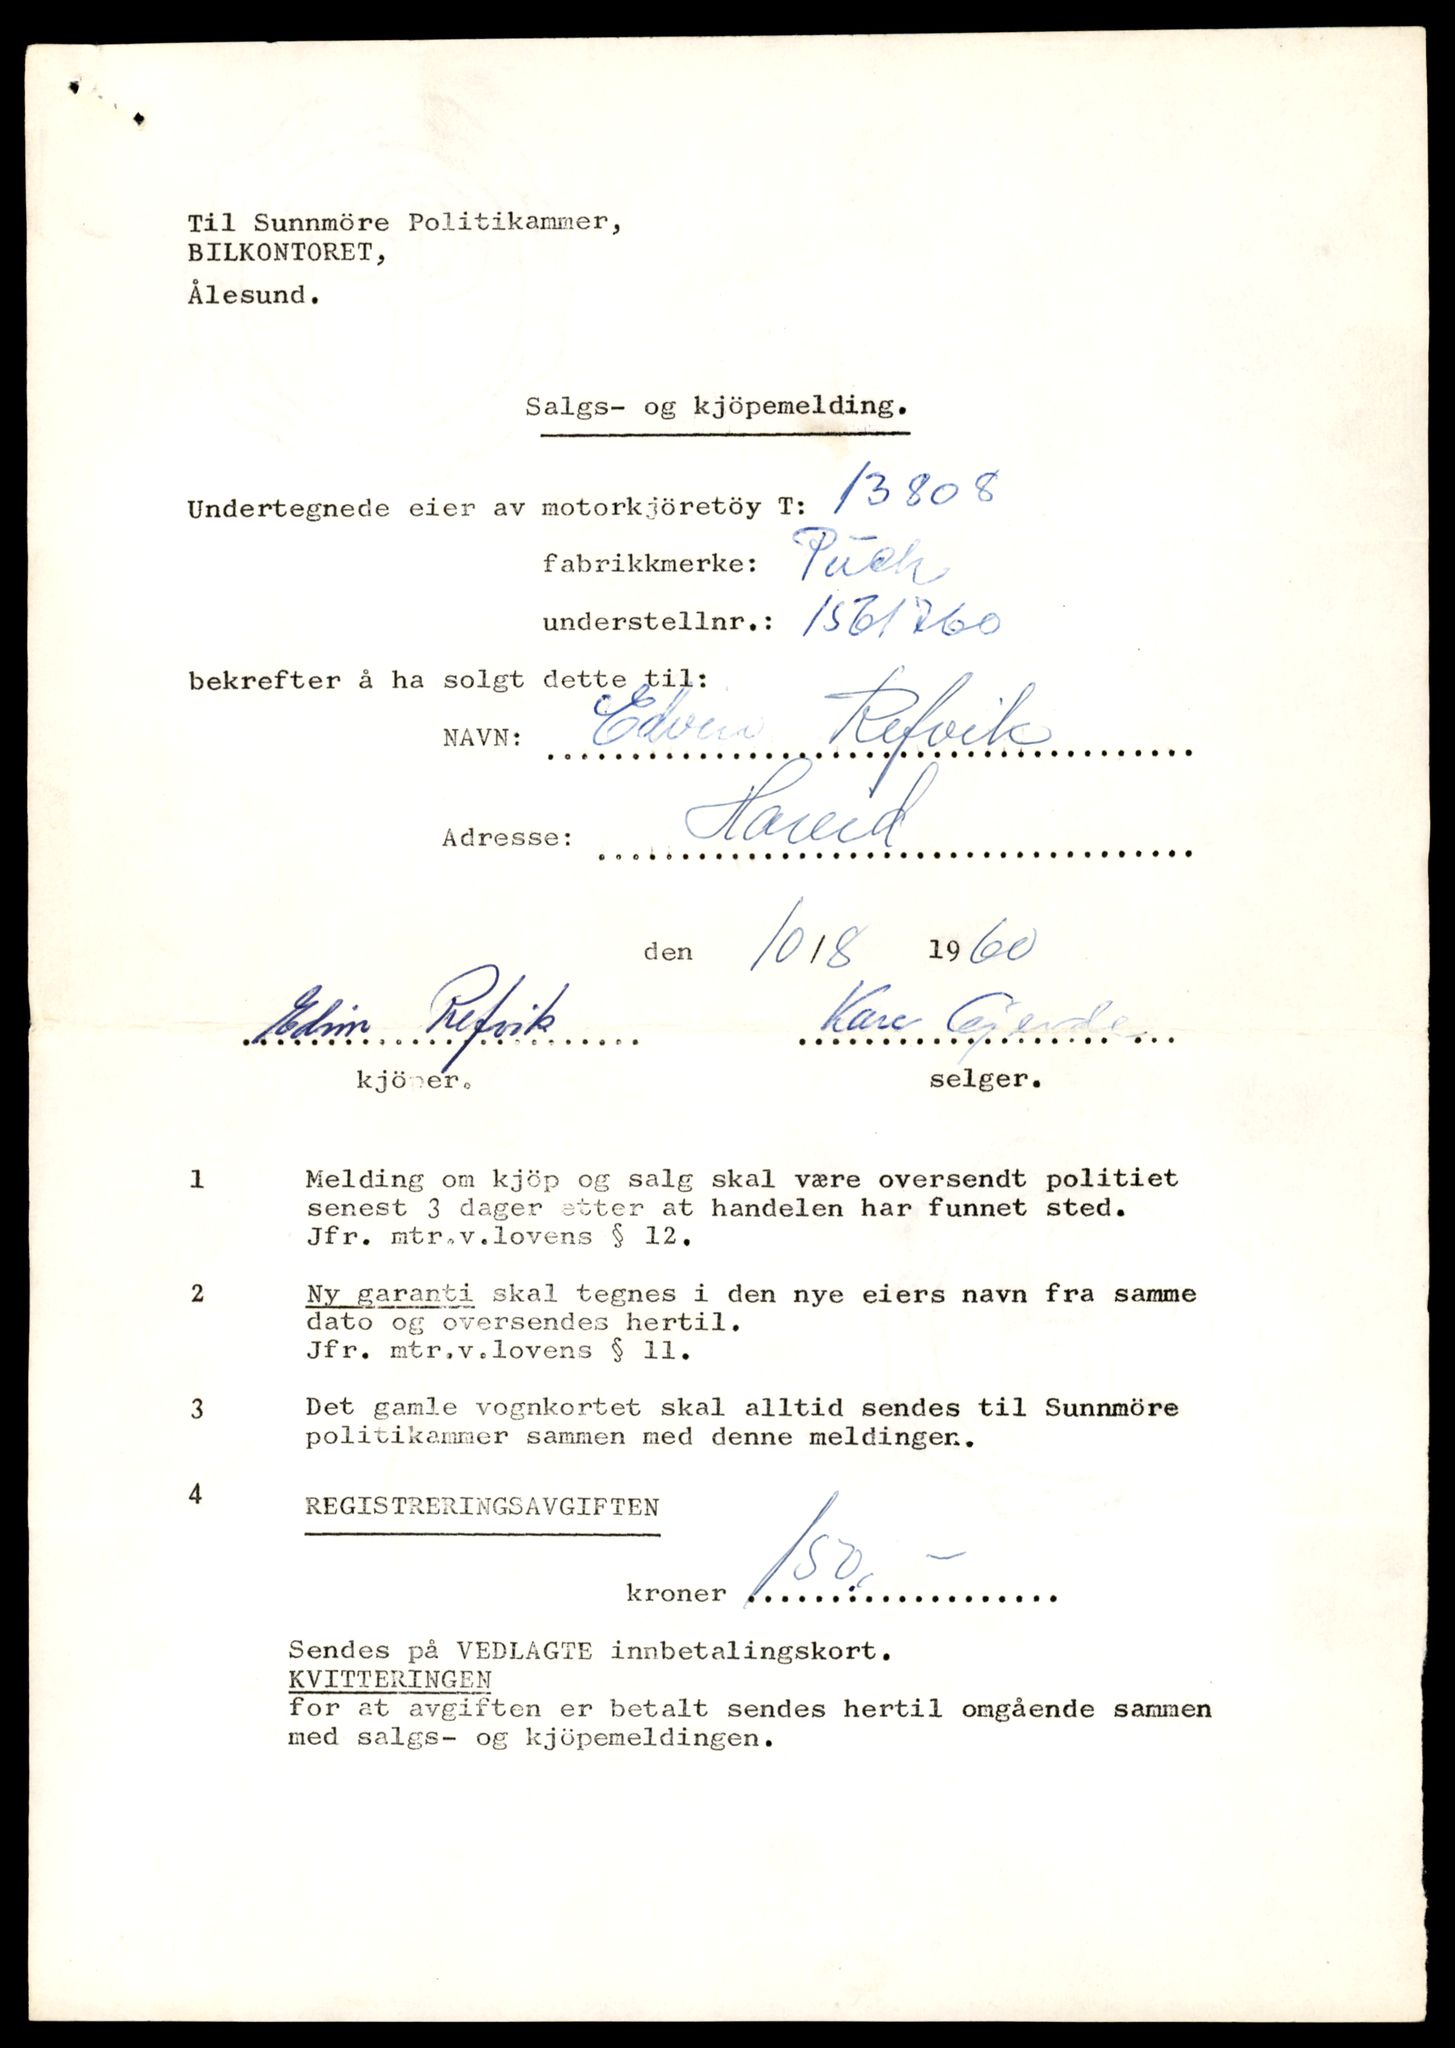 Til Sunnmöre Politikammer,
BILKONTORET,
Ålesund.
Salgs- og kjöpemelding.
Undertegnede eier av motorkjöretöy T: 13808
fabrikkmerke: Puch
understellnr.: 1561760
bekrefter å ha solgt dette til:
NAVN: Edvin Refvik
Adresse: Hareid
den 10/8 1960
Edvin Refvik Kåre Gjerde
kjöper. selger.
1 Melding om kjöp og salg skal være oversendt politiet
senest 3 dager etter at handelen har funnet sted.
Jfr. mtr.v.lovens § 12.
2 Ny garanti skal tegnes i den nye eiers navn fra samme
dato og oversendes hertil.
Jfr. mtr.v.lovens § 11.
3 Det gamle vognkortet skal alltid sendes til Sunnmöre
politikammer sammen med denne meldingen.
4 REGISTRERINGSAVGIFTEN
kroner 150,-
Sendes på VEDLAGTE innbetalingskort.
KVITTERINGEN
for at avgiften er betalt sendes hertil omgående sammen
med salgs- og kjöpemeldingen.